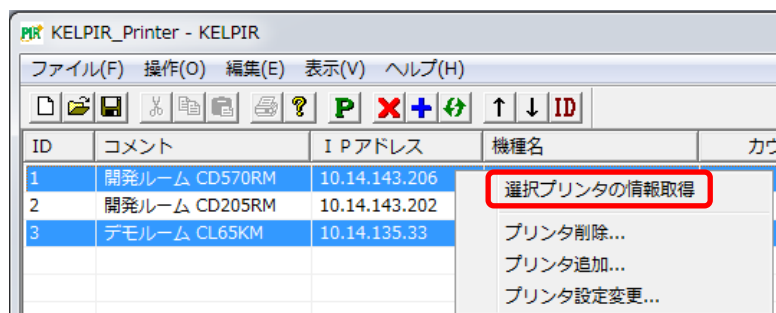 PIR KELPIR_Printer - KELPIR
ファイル(F) 操作(O) 編集(E) 表示(V) ヘルプ(H)
P ID
ID コメント ＩＰアドレス 機種名
1 開発ルーム CD570RM 10.14.143.206
選択プリンタの情報取得
2 開発ルーム CD205RM 10.14.143.202
3 デモルーム CL65KM 10.14.135.33
プリンタ削除...
プリンタ追加...
プリンタ設定変更...